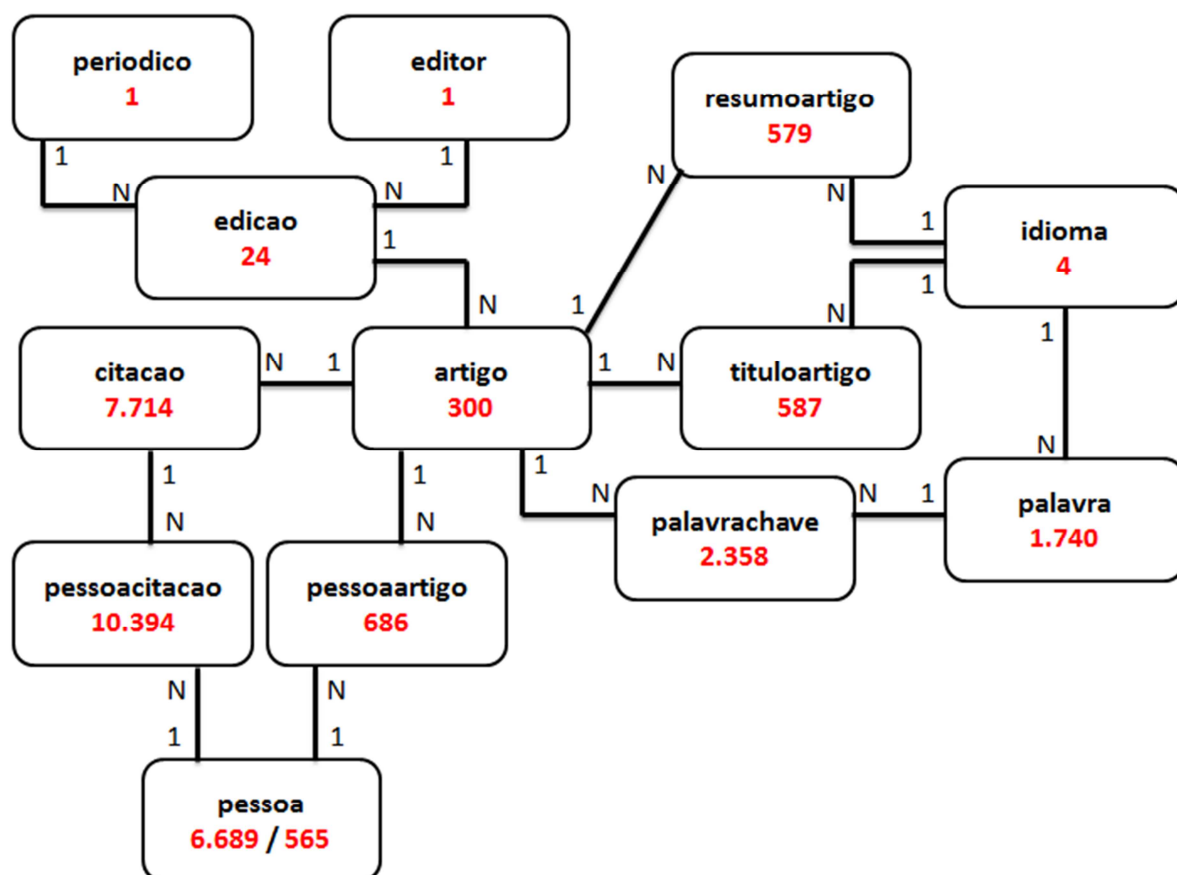 periodico
1
editor
1
resumoartigo
579
1
N
1
N
N
N
edicao
24
1
1
idioma
4
1
N
1
N
1
citacao
7.714
N
1
artigo
300
1
N
tituloartigo
587
1
N
1
N
1
N
1
N
N
1
palavrachave
2.358
palavra
1.740
pessoacitacao
10.394
pessoaartigo
686
N
1
N
1
pessoa
6.689 / 565